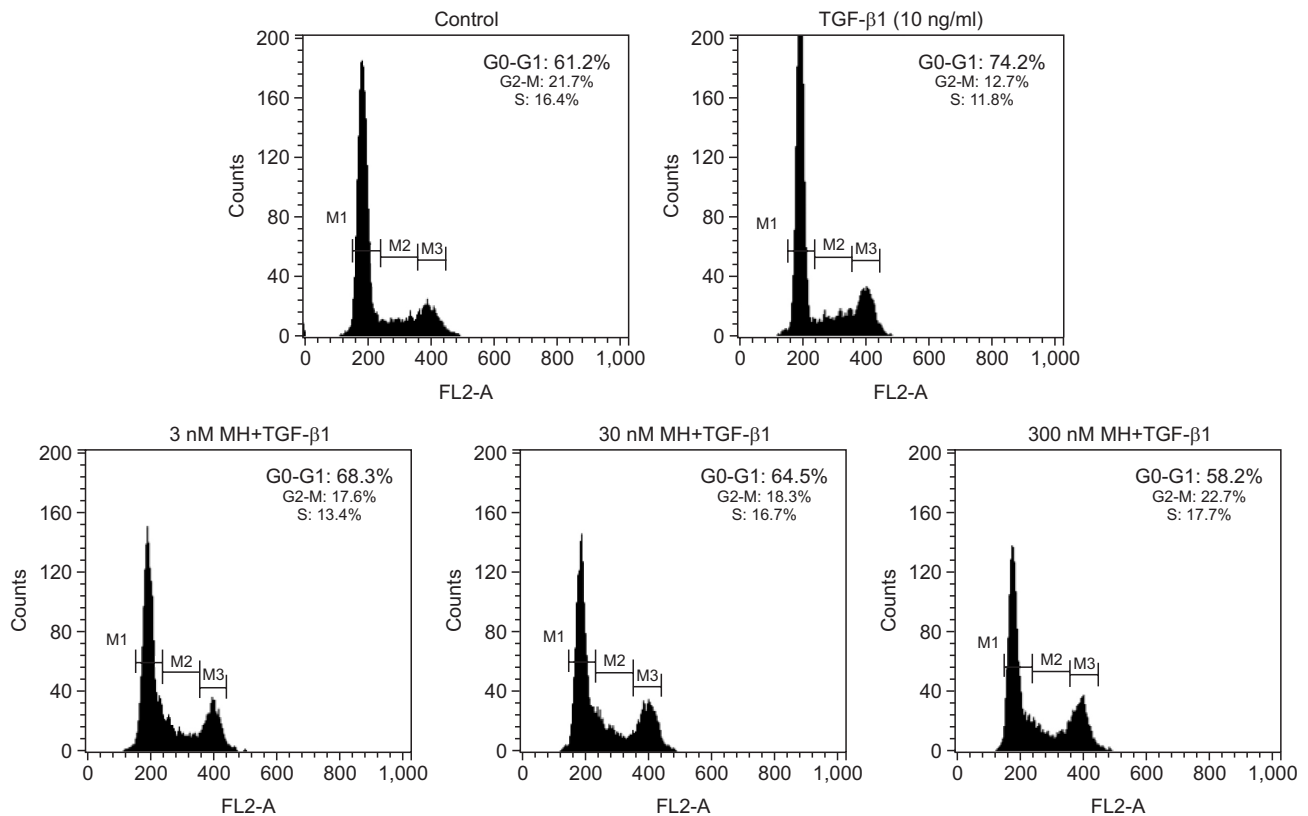 Control
200
160
120
80
40
0
Counts
G0-G1: 61.2%
G2-M: 21.7%
S: 16.4%
M1
M2
M3
0 200 400 600 800 1,000
FL2-A
TGF-β1 (10 ng/ml)
200
160
120
80
40
0
Counts
G0-G1: 74.2%
G2-M: 12.7%
S: 11.8%
M1
M2
M3
0 200 400 600 800 1,000
FL2-A
3 nM MH+TGF-β1
200
160
120
80
40
0
Counts
G0-G1: 68.3%
G2-M: 17.6%
S: 13.4%
M1
M2
M3
0 200 400 600 800 1,000
FL2-A
30 nM MH+TGF-β1
200
160
120
80
40
0
Counts
G0-G1: 64.5%
G2-M: 18.3%
S: 16.7%
M1
M2
M3
0 200 400 600 800 1,000
FL2-A
300 nM MH+TGF-β1
200
160
120
80
40
0
Counts
G0-G1: 58.2%
G2-M: 22.7%
S: 17.7%
M1
M2
M3
0 200 400 600 800 1,000
FL2-A